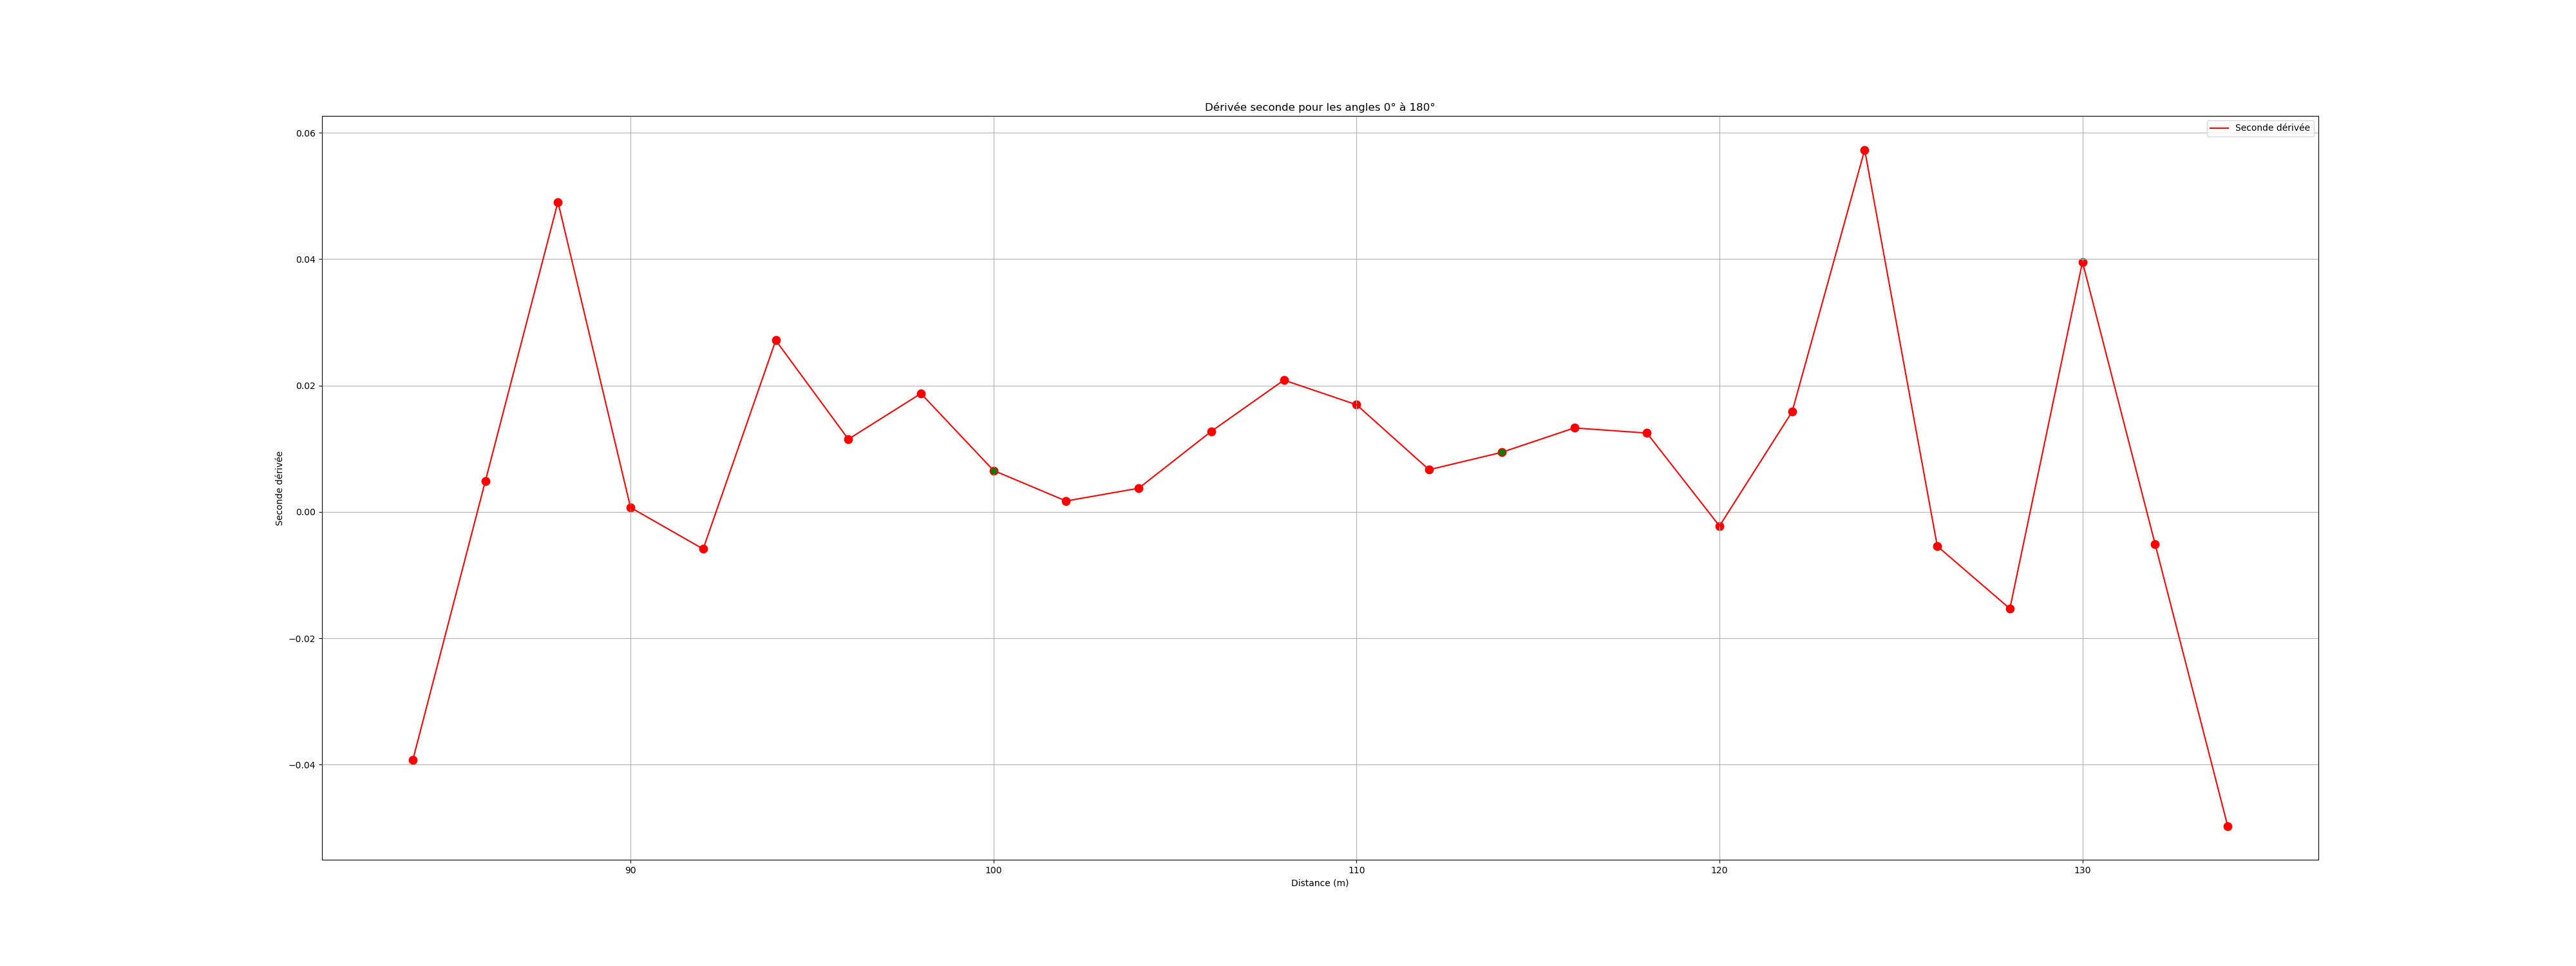 Dérivée seconde pour les angles 0° à 180°
Seconde dérivée
0.06
0.04
0.02
0.00
−0.02
−0.04
Seconde dérivée
90
100
110
120
130
Distance (m)